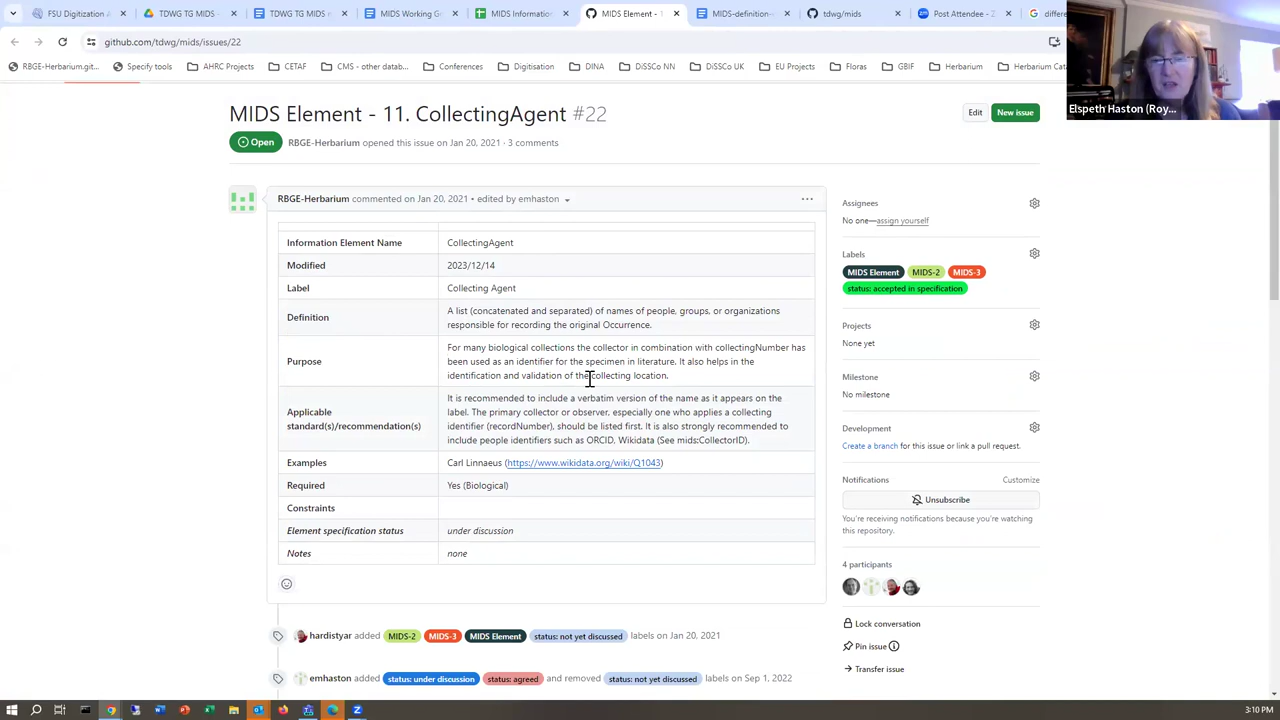 FSU Digitization A
TDWG TG MIDS
TDWG TG MIDS
MIDS Working G
MIDS Informatio
MIDS Element - 1
MIDS-definition-
tdwg/mids
Post Attendee - Z
differ
github.com/tdwg/mids/issues/22
RBGE-Herbarium.git...
Specify tools
AHRC Projects
CETAF
CMS - other datab...
Conferences
Digitisation
DINA
DiSSCo NN
DiSSCo UK
EU Projects
Floras
GBIF
Herbarium
Herbarium Cata
Elspeth Haston (Roy...
MIDS Element - VH: CollectingAgent #22
Edit
New issue
Open
RBGE-Herbarium opened this issue on Jan 20, 2021 · 3 comments
RBGE-Herbarium commented on Jan 20, 2021 • edited by emhaston
Information Element Name CollectingAgent
Modified 2023/12/14
Label Collecting Agent
Definition
A list (concatenated and separated) of names of people, groups, or organizations
responsible for recording the original Occurrence.
Purpose
For many biological collections the collector in combination with collectingNumber has
been used as an identifier for the specimen in literature. It also helps in the
identification and validation of the collecting location.
Applicable
standard(s)/recommendation(s)
It is recommended to include a verbatim version of the name as it appears on the
label. The primary collector or observer, especially one who applies a collecting
identifier (recordNumber), should be listed first. It is also strongly recommended to
include people identifiers such as ORCID. Wikidata (See mids:CollectorID).
Examples Carl Linnaeus (https://www.wikidata.org/wiki/Q1043)
Required Yes (Biological)
Constraints
Element specification status under discussion
Notes none
hardistyar added MIDS-2 MIDS-3 MIDS Element status: not yet discussed labels on Jan 20, 2021
emhaston added status: under discussion status: agreed and removed status: not yet discussed labels on Sep 1, 2022
Assignees
No one—assign yourself
Labels
MIDS Element MIDS-2 MIDS-3
status: accepted in specification
Projects
None yet
Milestone
No milestone
Development
Create a branch for this issue or link a pull request.
Notifications Customize
Unsubscribe
You're receiving notifications because you're watching
this repository.
4 participants
Lock conversation
Pin issue
Transfer issue
3:10 PM